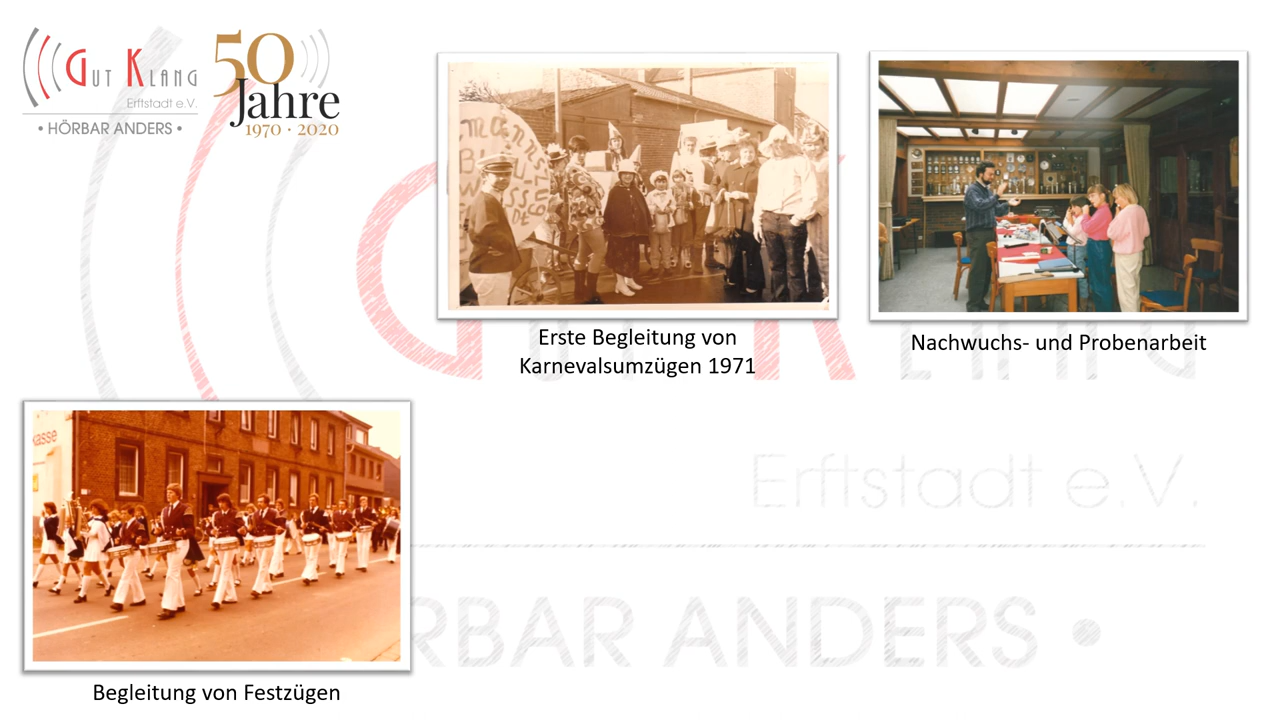 GUT KLANG
Erftstadt e.V.
• HÖRBAR ANDERS •
50
Jahre
1970 · 2020
Erste Begleitung von
Karnevalsumzügen 1971
Nachwuchs- und Probenarbeit
kasse
Begleitung von Festzügen
Erftstadt e.V.
RBAR ANDERS •